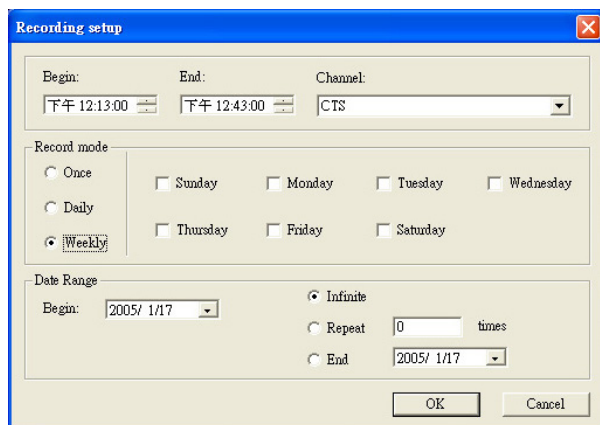 Recording setup
Begin: End: Channel:
下午 12:13:00 下午 12:43:00 CTS
Record mode
Once
Sunday Monday Tuesday Wednesday
Daily
Thursday Friday Saturday
Weekly
Date Range
Infinite
Begin: 2005/ 1/17
Repeat 0 times
End 2005/ 1/17
OK Cancel